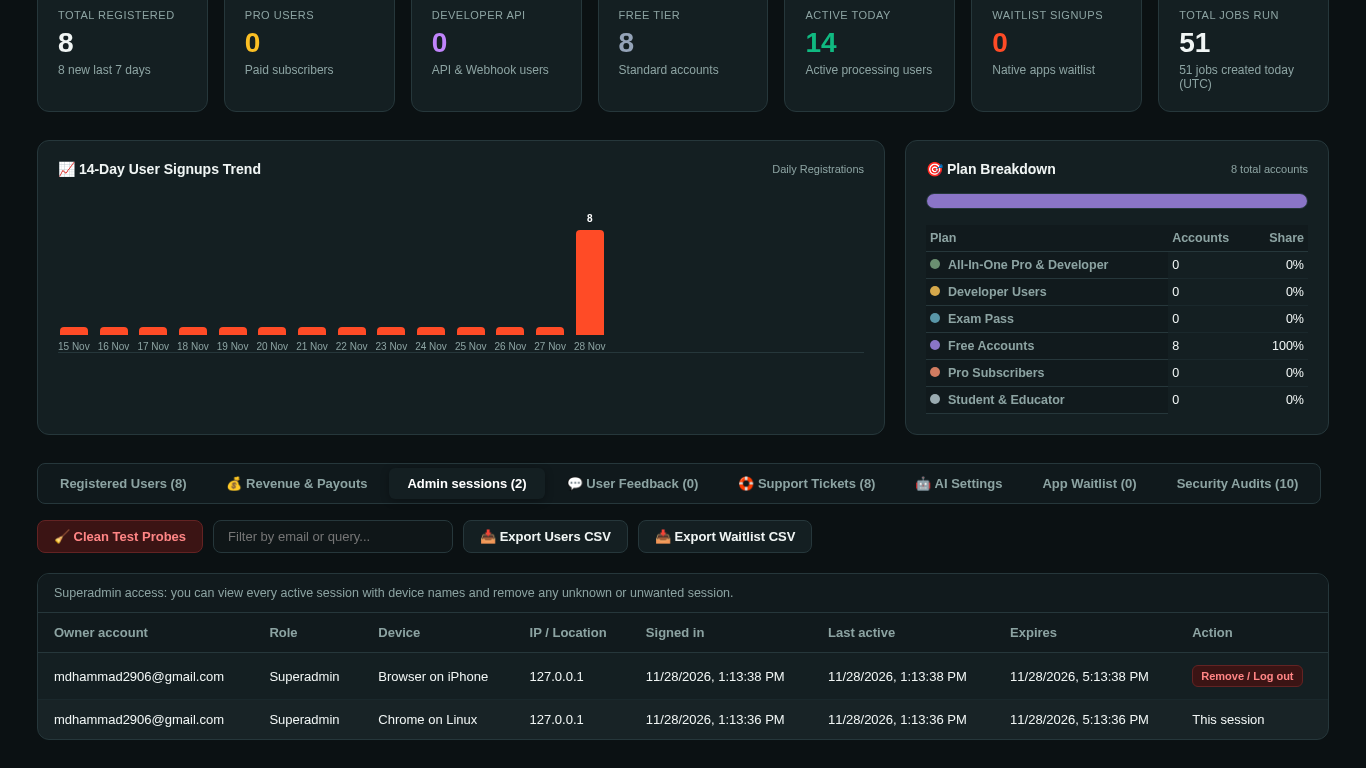 TOTAL REGISTERED
8
8 new last 7 days
PRO USERS
0
Paid subscribers
DEVELOPER API
0
API & Webhook users
FREE TIER
8
Standard accounts
ACTIVE TODAY
14
Active processing users
WAITLIST SIGNUPS
0
Native apps waitlist
TOTAL JOBS RUN
51
51 jobs created today
(UTC)
📈 14-Day User Signups Trend
Daily Registrations
8
15 Nov 16 Nov 17 Nov 18 Nov 19 Nov 20 Nov 21 Nov 22 Nov 23 Nov 24 Nov 25 Nov 26 Nov 27 Nov 28 Nov
🎯 Plan Breakdown
8 total accounts
Plan Accounts Share
All-In-One Pro & Developer 0 0%
Developer Users 0 0%
Exam Pass 0 0%
Free Accounts 8 100%
Pro Subscribers 0 0%
Student & Educator 0 0%
Registered Users (8) 💰 Revenue & Payouts Admin sessions (2) 💬 User Feedback (0) 🛟 Support Tickets (8) 🤖 AI Settings App Waitlist (0) Security Audits (10)
🧹 Clean Test Probes Filter by email or query... 📥 Export Users CSV 📥 Export Waitlist CSV
Superadmin access: you can view every active session with device names and remove any unknown or unwanted session.
Owner account Role Device IP / Location Signed in Last active Expires Action
mdhammad2906@gmail.com Superadmin Browser on iPhone 127.0.0.1 11/28/2026, 1:13:38 PM 11/28/2026, 1:13:38 PM 11/28/2026, 5:13:38 PM Remove / Log out
mdhammad2906@gmail.com Superadmin Chrome on Linux 127.0.0.1 11/28/2026, 1:13:36 PM 11/28/2026, 1:13:36 PM 11/28/2026, 5:13:36 PM This session